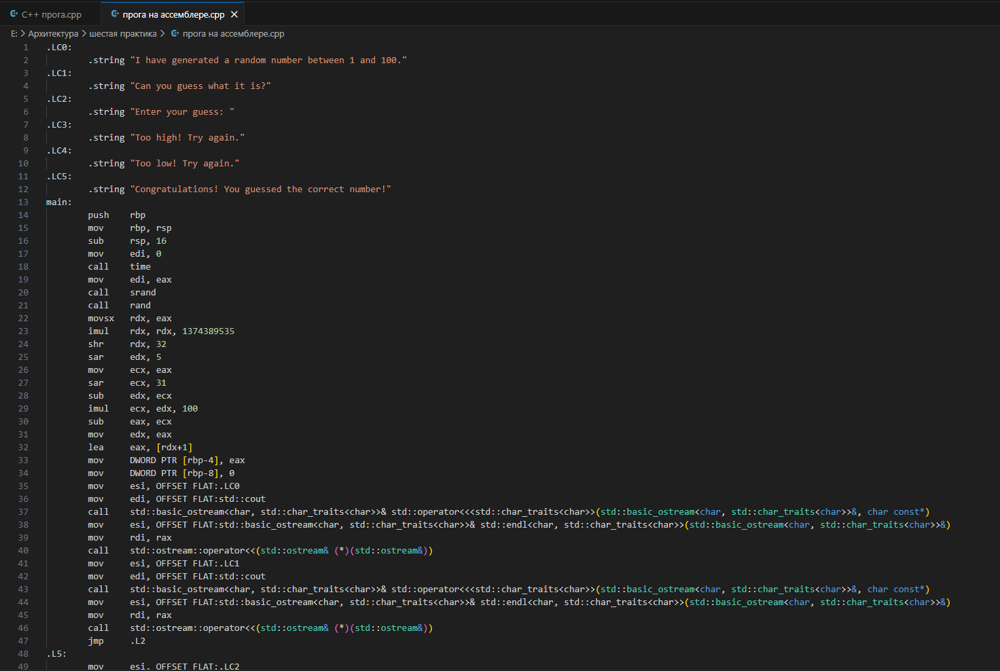 C++ прога.cpp прога на ассемблере.cpp
E: > Архитектура > шестая практика > прога на ассемблере.cpp
1 .LC0:
2 .string "I have generated a random number between 1 and 100."
3 .LC1:
4 .string "Can you guess what it is?"
5 .LC2:
6 .string "Enter your guess: "
7 .LC3:
8 .string "Too high! Try again."
9 .LC4:
10 .string "Too low! Try again."
11 .LC5:
12 .string "Congratulations! You guessed the correct number!"
13 main:
14 push rbp
15 mov rbp, rsp
16 sub rsp, 16
17 mov edi, 0
18 call time
19 mov edi, eax
20 call srand
21 call rand
22 movsx rdx, eax
23 imul rdx, rdx, 1374389535
24 shr rdx, 32
25 sar edx, 5
26 mov ecx, eax
27 sar ecx, 31
28 sub edx, ecx
29 imul ecx, edx, 100
30 sub eax, ecx
31 mov edx, eax
32 lea eax, [rdx+1]
33 mov DWORD PTR [rbp-4], eax
34 mov DWORD PTR [rbp-8], 0
35 mov esi, OFFSET FLAT:.LC0
36 mov edi, OFFSET FLAT:std::cout
37 call std::basic_ostream<char, std::char_traits<char>>& std::operator<<<std::char_traits<char>>(std::basic_ostream<char, std::char_traits<char>>&, char const*)
38 mov esi, OFFSET FLAT:std::basic_ostream<char, std::char_traits<char>>& std::endl<char, std::char_traits<char>>(std::basic_ostream<char, std::char_traits<char>>&)
39 mov rdi, rax
40 call std::ostream::operator<<(std::ostream& (*)(std::ostream&))
41 mov esi, OFFSET FLAT:.LC1
42 mov edi, OFFSET FLAT:std::cout
43 call std::basic_ostream<char, std::char_traits<char>>& std::operator<<<std::char_traits<char>>(std::basic_ostream<char, std::char_traits<char>>&, char const*)
44 mov esi, OFFSET FLAT:std::basic_ostream<char, std::char_traits<char>>& std::endl<char, std::char_traits<char>>(std::basic_ostream<char, std::char_traits<char>>&)
45 mov rdi, rax
46 call std::ostream::operator<<(std::ostream& (*)(std::ostream&))
47 jmp .L2
48 .L5:
49 mov esi, OFFSET FLAT:.LC2